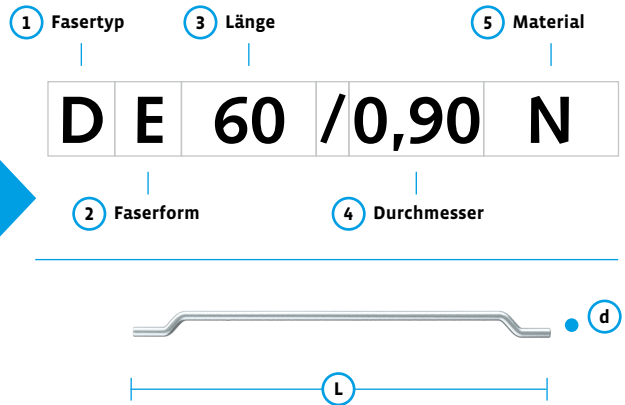 1 Fasertyp 3 Länge 5 Material
D E 60 / 0,90 N
2 Faserform 4 Durchmesser
d
L